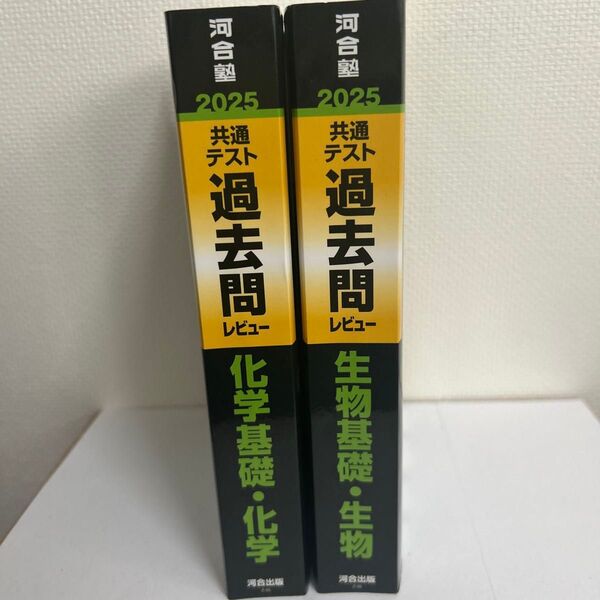 河合塾
2025
共通
テスト
過去問
レビュー
化学基礎・化学
河合出版
河合塾
2025
共通
テスト
過去問
レビュー
生物基礎・生物
河合出版